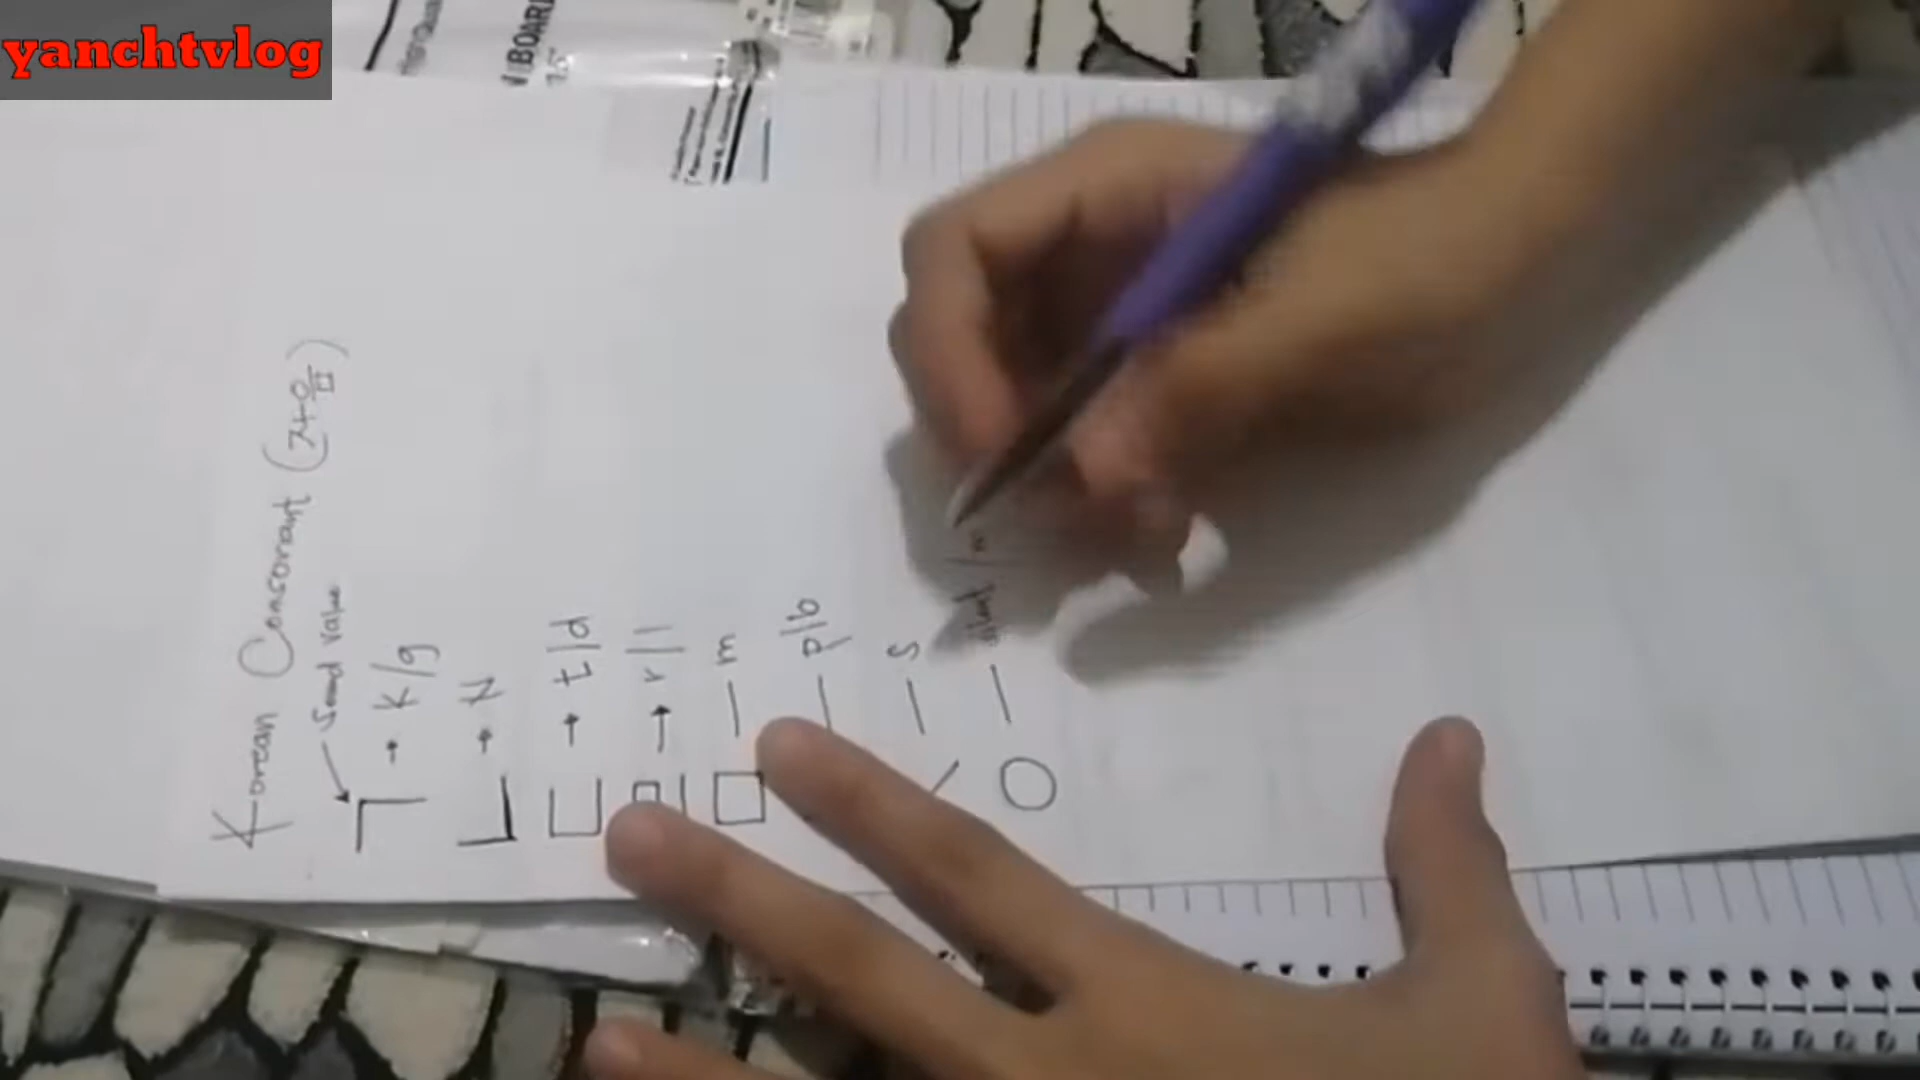 yanchtvlog
Korean Consonant (자음)
Sound value
ㄱ → K/g
ㄴ → N
ㄷ → t/d
ㄹ → r/l
ㅁ — m
— p/b
ㅅ — s
ㅇ — silent /